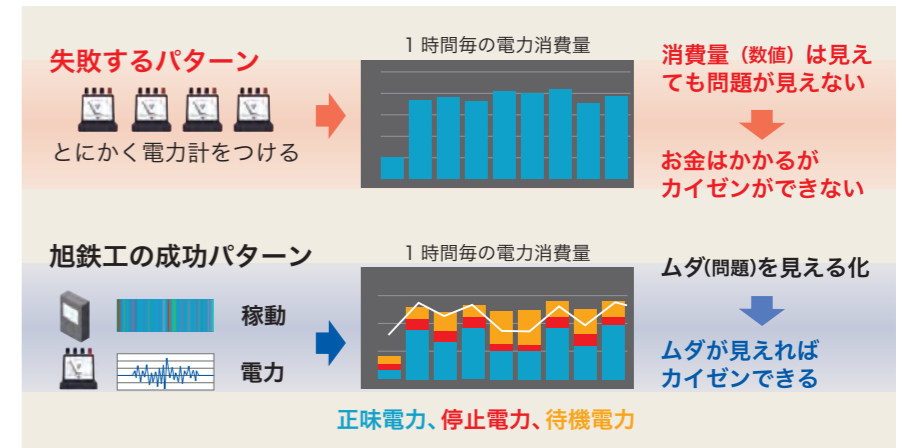 失敗するパターン
とにかく電力計をつける
1 時間毎の電力消費量
消費量（数値）は見え
ても問題が見えない
お金はかかるが
カイゼンができない
旭鉄工の成功パターン
稼動
電力
1 時間毎の電力消費量
正味電力、停止電力、待機電力
ムダ(問題)を見える化
ムダが見えれば
カイゼンできる